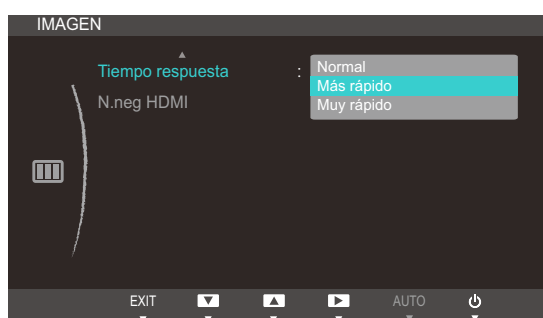 IMAGEN
Tiempo respuesta : Normal
Más rápido
N.neg HDMI
Muy rápido
EXIT AUTO